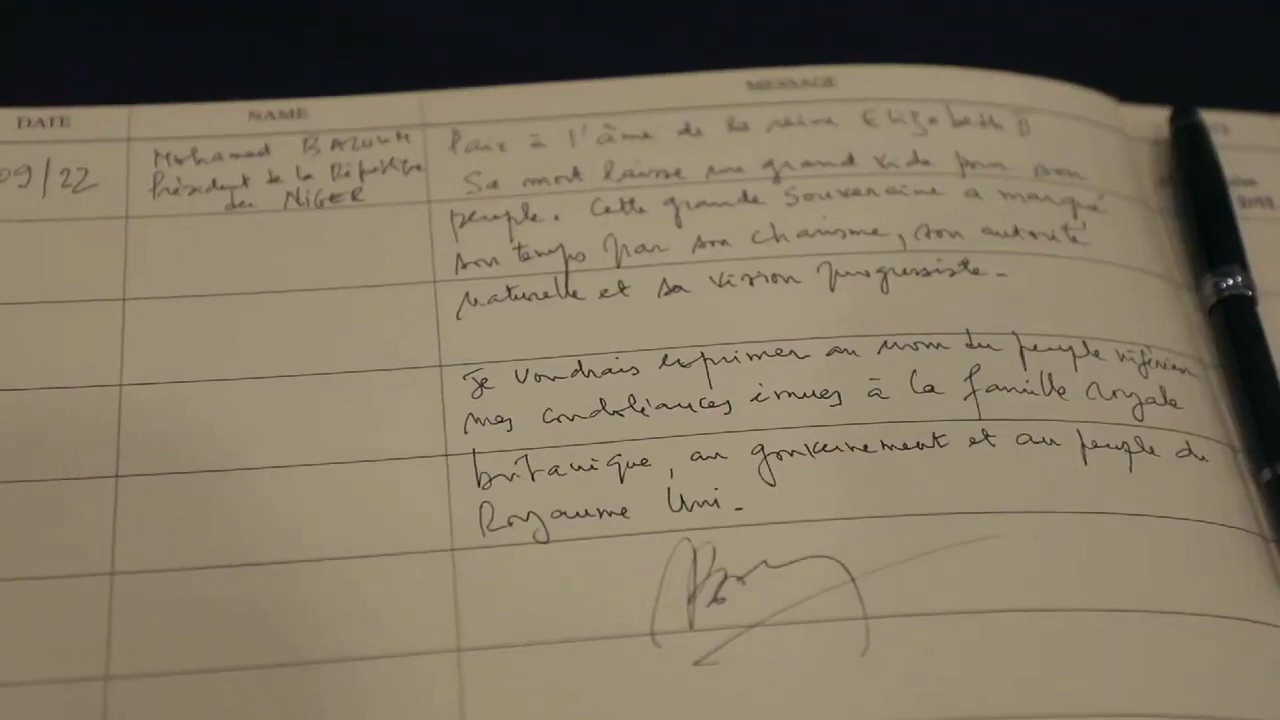 DATE NAME MESSAGE
09/22
Mohamed BAZOUM
Président de la République
du NIGER
Paix à l'âme de la reine Elizabeth II
Sa mort laisse un grand vide pour son
peuple. Cette grande Souveraine a marqué
son temps par son charisme, son autorité
naturelle et sa vision progressiste.
Je voudrais exprimer au nom du peuple nigérien
mes condoléances émues à la famille royale
britanique, au gouvernement et au peuple du
Royaume Uni.